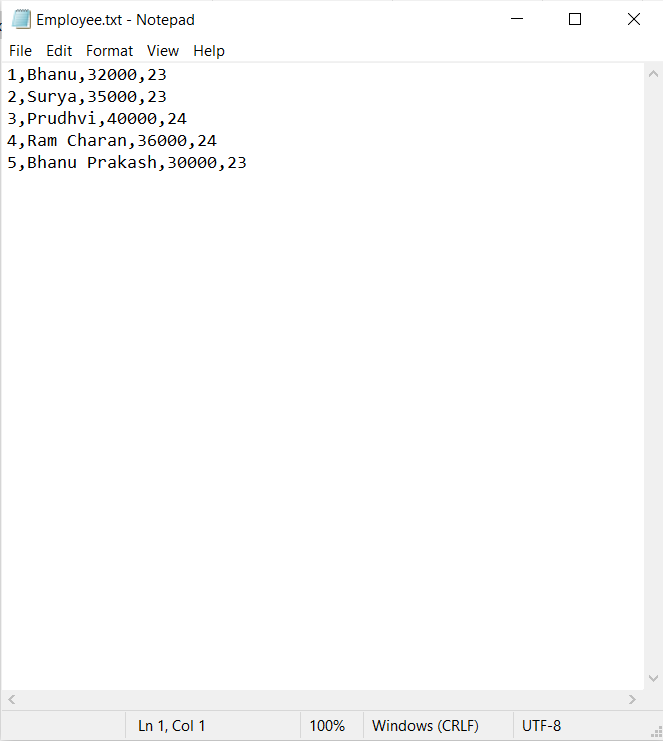 Employee.txt - Notepad
File Edit Format View Help
1,Bhanu,32000,23
2,Surya,35000,23
3,Prudhvi,40000,24
4,Ram Charan,36000,24
5,Bhanu Prakash,30000,23
Ln 1, Col 1 100% Windows (CRLF) UTF-8